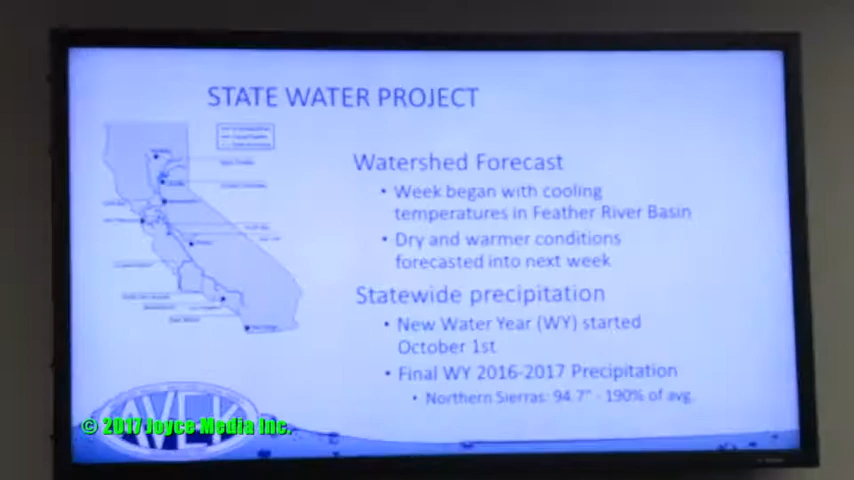 STATE WATER PROJECT
Watershed Forecast
• Week began with cooling
temperatures in Feather River Basin
• Dry and warmer conditions
forecasted into next week
Statewide precipitation
• New Water Year (WY) started
October 1st
• Final WY 2016-2017 Precipitation
• Northern Sierras: 94.7" - 190% of avg.
AVEK
© 2017 Joyce Media Inc.